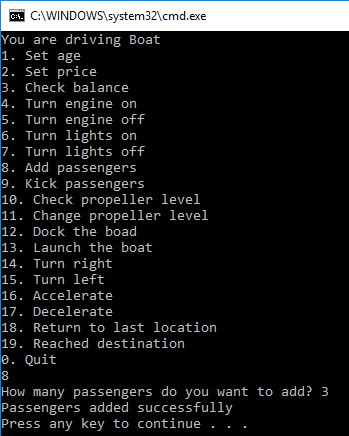 C:\WINDOWS\system32\cmd.exe
You are driving Boat
1. Set age
2. Set price
3. Check balance
4. Turn engine on
5. Turn engine off
6. Turn lights on
7. Turn lights off
8. Add passengers
9. Kick passengers
10. Check propeller level
11. Change propeller level
12. Dock the boad
13. Launch the boat
14. Turn right
15. Turn left
16. Accelerate
17. Decelerate
18. Return to last location
19. Reached destination
0. Quit
8
How many passengers do you want to add? 3
Passengers added successfully
Press any key to continue . . .